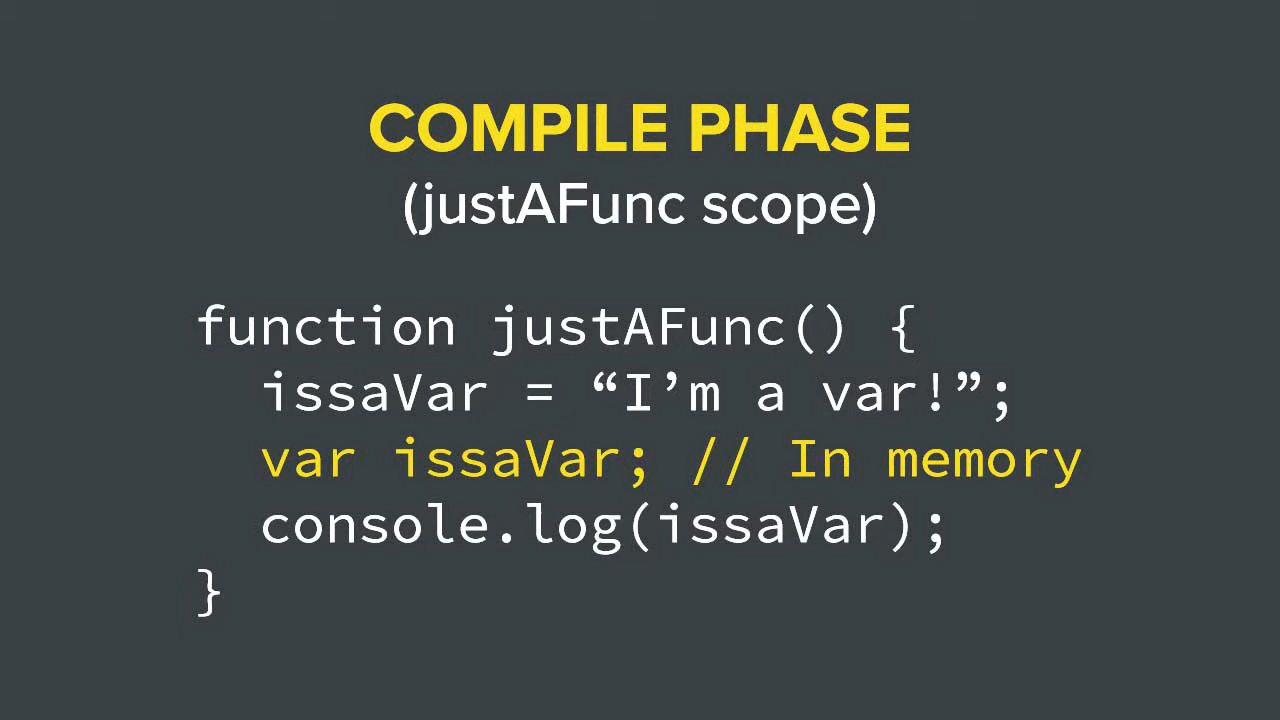 COMPILE PHASE
(justAFunc scope)
function justAFunc() {
  issaVar = “I’m a var!”;
  var issaVar; // In memory
  console.log(issaVar);
}